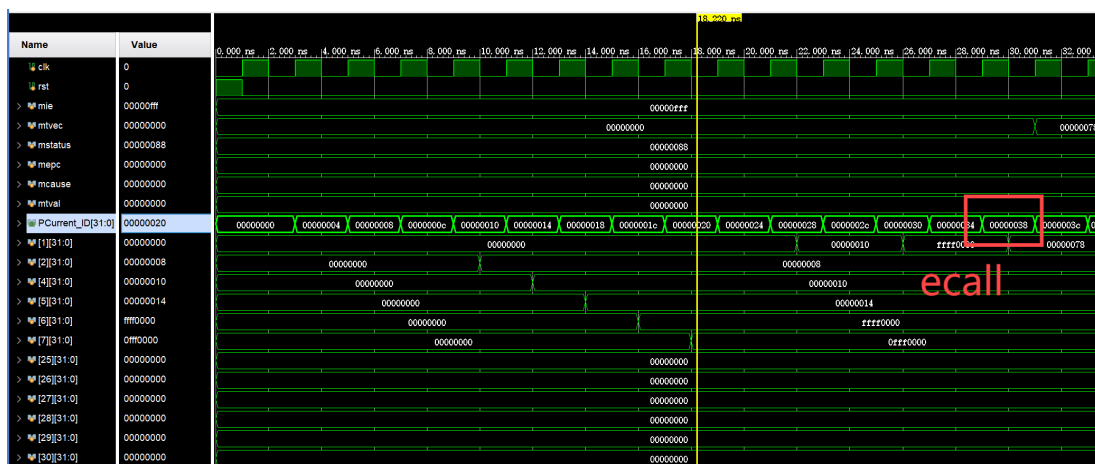 18.220 ns
Name Value
0.000 ns 2.000 ns 4.000 ns 6.000 ns 8.000 ns 10.000 ns 12.000 ns 14.000 ns 16.000 ns 18.000 ns 20.000 ns 22.000 ns 24.000 ns 26.000 ns 28.000 ns 30.000 ns 32.000
clk 0
rst 0
mie 00000fff 00000fff
mtvec 00000000 00000000 00000078
mstatus 00000088 00000088
mepc 00000000 00000000
mcause 00000000 00000000
mtval 00000000 00000000
PCurrent_ID[31:0] 00000020 00000000 00000004 00000008 0000000c 00000010 00000014 00000018 0000001c 00000020 00000024 00000028 0000002c 00000030 00000034 00000038 0000003c
[1][31:0] 00000000 00000000 00000010 ffff0000 00000078
[2][31:0] 00000008 00000000 00000008
[4][31:0] 00000010 00000000 00000010
ecall
[5][31:0] 00000014 00000000 00000014
[6][31:0] ffff0000 00000000 ffff0000
[7][31:0] 0fff0000 00000000 0fff0000
[25][31:0] 00000000 00000000
[26][31:0] 00000000 00000000
[27][31:0] 00000000 00000000
[28][31:0] 00000000 00000000
[29][31:0] 00000000 00000000
[30][31:0] 00000000 00000000